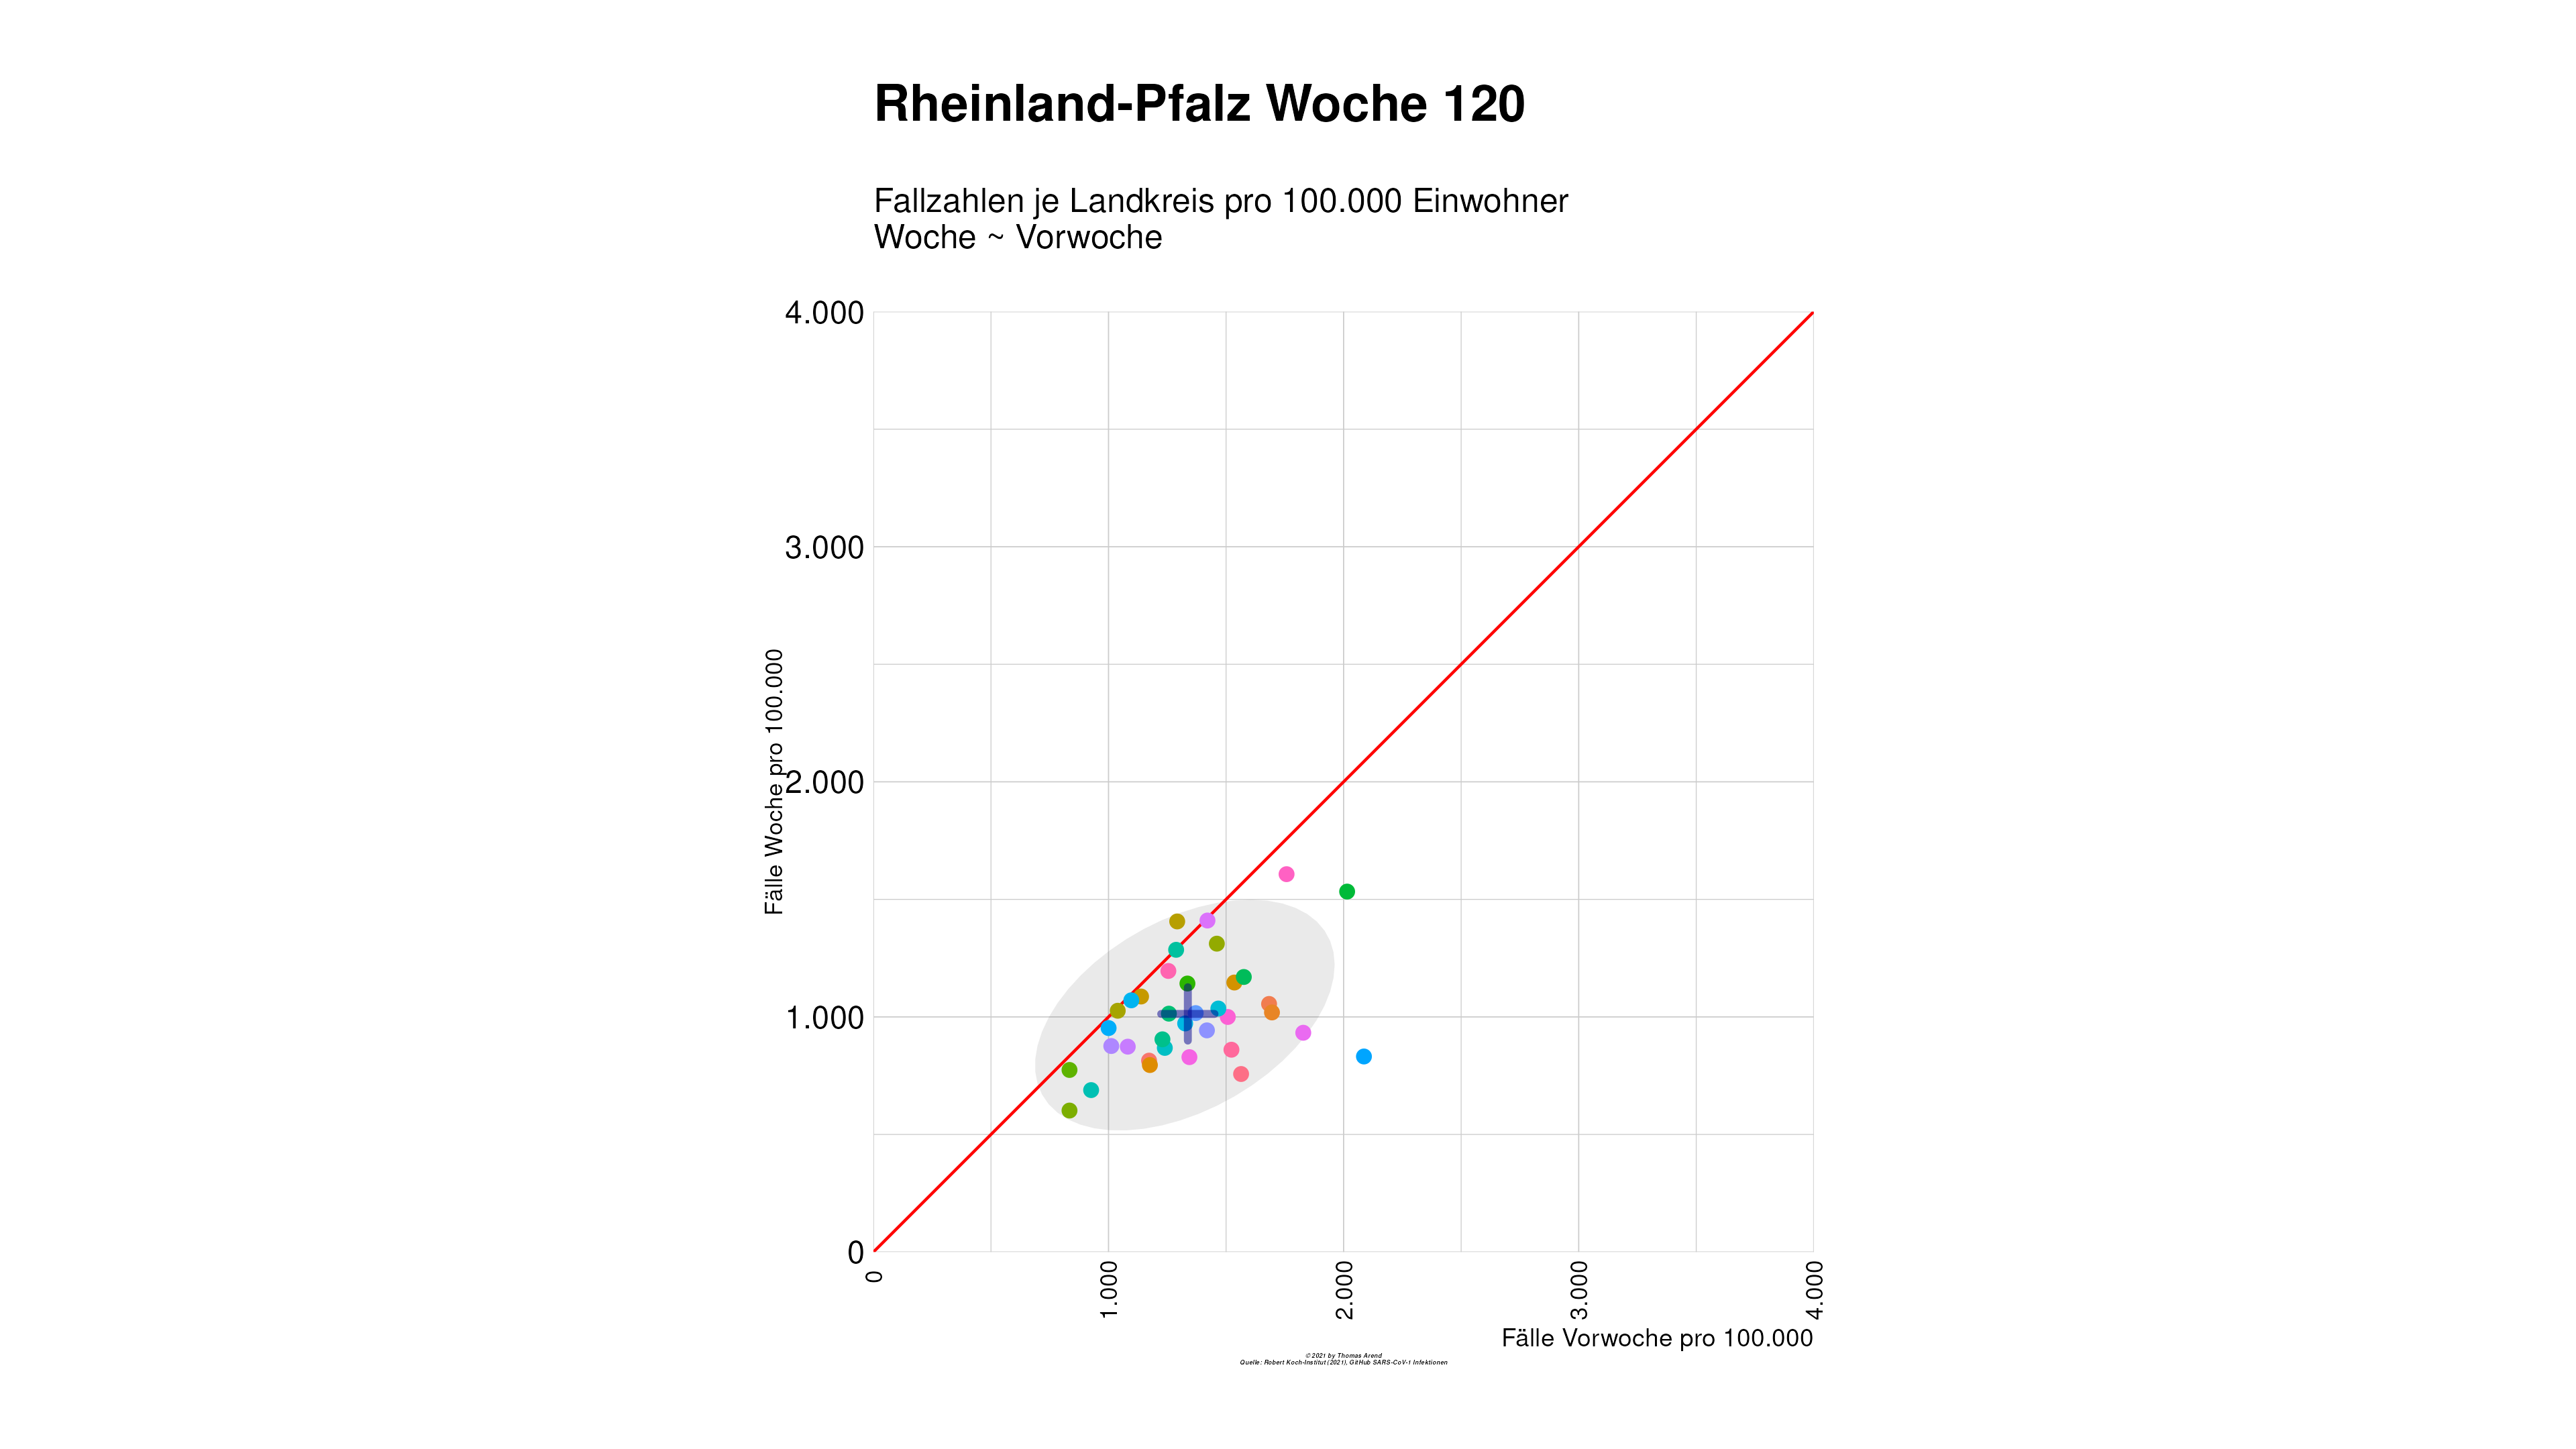 Rheinland-Pfalz Woche 120
Fallzahlen je Landkreis pro 100.000 Einwohner
Woche ~ Vorwoche
4.000
3.000
2.000
1.000
0
Fälle Woche pro 100.000
0
1.000
2.000
3.000
4.000
Fälle Vorwoche pro 100.000
© 2021 by Thomas Arend
Quelle: Robert Koch-Institut (2021), GitHub SARS-CoV-1 Infektionen